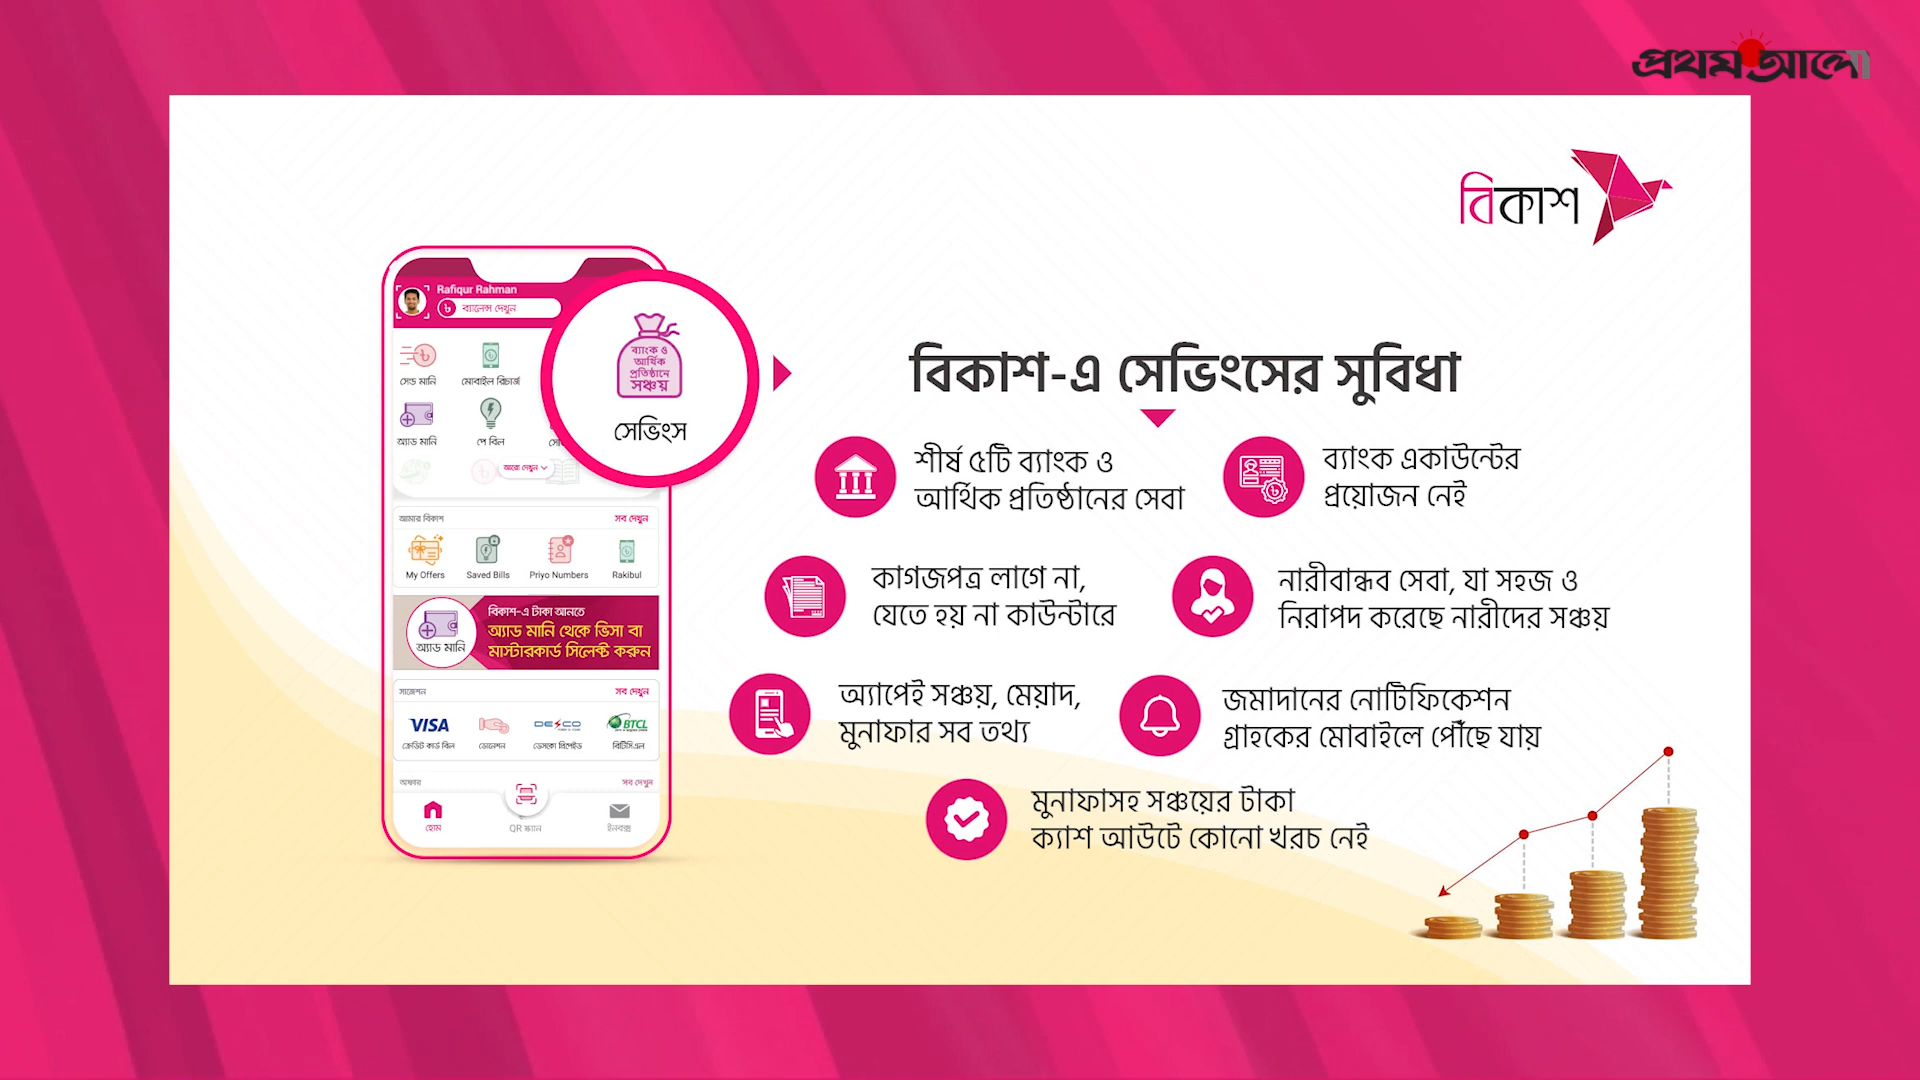 প্রথম আলো
বিকাশ
Rafiqur Rahman
ব্যালেন্স দেখুন
সেন্ড মানি
মোবাইল রিচার্জ
অ্যাড মানি
পে বিল
আরো দেখুন
ব্যাংক ও
আর্থিক
প্রতিষ্ঠানে
সঞ্চয়
সেভিংস
আমার বিকাশ
সব দেখুন
My Offers
Saved Bills
Priyo Numbers
Rakibul
বিকাশ-এ টাকা আনতে
অ্যাড মানি থেকে ভিসা বা
মাস্টারকার্ড সিলেক্ট করুন
অ্যাড মানি
সাজেশন
সব দেখুন
VISA
DESCO
BTCL
ক্রেডিট কার্ড বিল
ডোনেশন
ডেসকো প্রিপেইড
বিটিসিএল
অফার
সব দেখুন
হোম
QR স্ক্যান
ইনবক্স
বিকাশ-এ সেভিংসের সুবিধা
শীর্ষ ৫টি ব্যাংক ও
আর্থিক প্রতিষ্ঠানের সেবা
ব্যাংক একাউন্টের
প্রয়োজন নেই
কাগজপত্র লাগে না,
যেতে হয় না কাউন্টারে
নারীবান্ধব সেবা, যা সহজ ও
নিরাপদ করেছে নারীদের সঞ্চয়
অ্যাপেই সঞ্চয়, মেয়াদ,
মুনাফার সব তথ্য
জমাদানের নোটিফিকেশন
গ্রাহকের মোবাইলে পৌঁছে যায়
মুনাফাসহ সঞ্চয়ের টাকা
ক্যাশ আউটে কোনো খরচ নেই